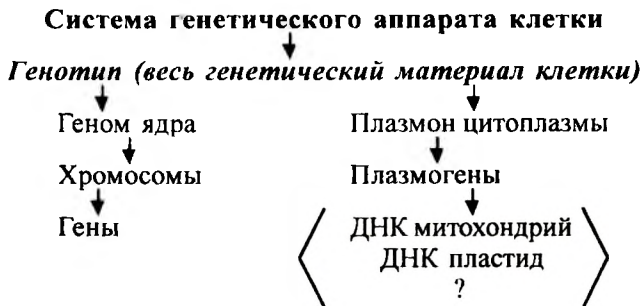 Система генетического аппарата клетки
Генотип (весь генетический материал клетки)
Геном ядра
Плазмон цитоплазмы
Хромосомы
Плазмогены
Гены
ДНК митохондрий
ДНК пластид
?